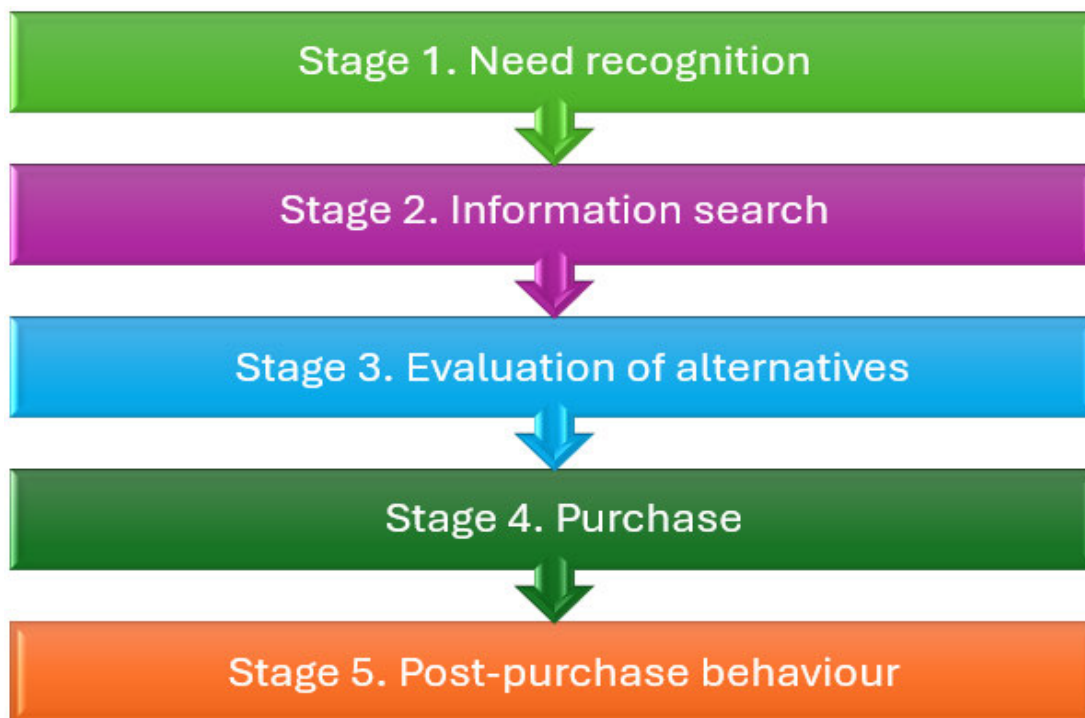 Stage 1. Need recognition
Stage 2. Information search
Stage 3. Evaluation of alternatives
Stage 4. Purchase
Stage 5. Post-purchase behaviour